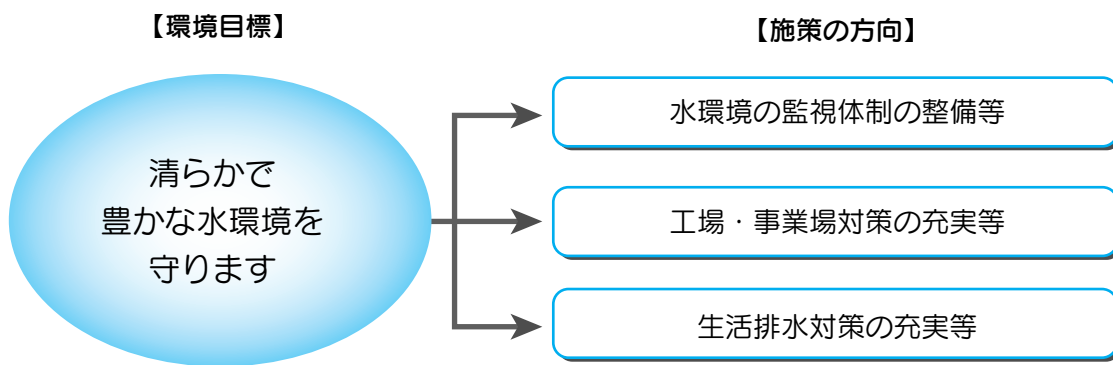 【環境目標】
清らかで
豊かな水環境を
守ります
【施策の方向】
水環境の監視体制の整備等
工場・事業場対策の充実等
生活排水対策の充実等